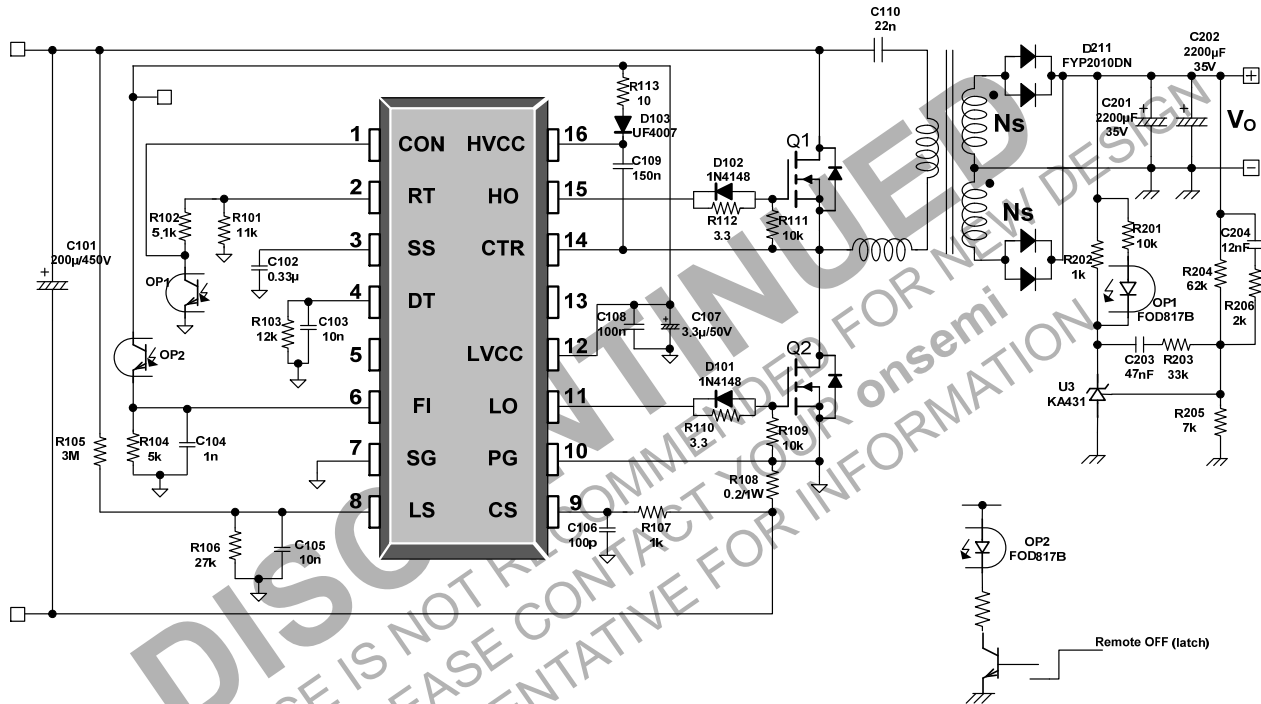 C110
22n
D211
FYP2010DN
C202
2200µF
35V
C201
2200µF
35V
+
+
+
−
VO
Ns
Ns
R113
10
D103
UF4007
C109
150n
1
CON
HVCC
16
2
RT
HO
15
3
SS
CTR
14
4
DT
13
5
LVCC
12
6
FI
LO
11
7
SG
PG
10
8
LS
CS
9
Q1
D102
1N4148
R112
3.3
R111
10k
R102
5.1k
R101
11k
C101
200µ/450V
+
C102
0.33µ
OP1
R103
12k
C103
10n
OP2
C108
100n
+
C107
3.3µ/50V
Q2
D101
1N4148
R110
3.3
R109
10k
R108
0.2/1W
R105
3M
R104
5k
C104
1n
R106
27k
C105
10n
C106
100p
R107
1k
R201
10k
R202
1k
OP1
FOD817B
C204
12nF
R204
62k
R206
2k
C203
47nF
R203
33k
U3
KA431
R205
7k
OP2
FOD817B
Remote OFF (latch)
DISCONTINUED
CE IS NOT RECOMMENDED FOR NEW DESIGN
EASE CONTACT YOUR onsemi
ENTATIVE FOR INFORMATION